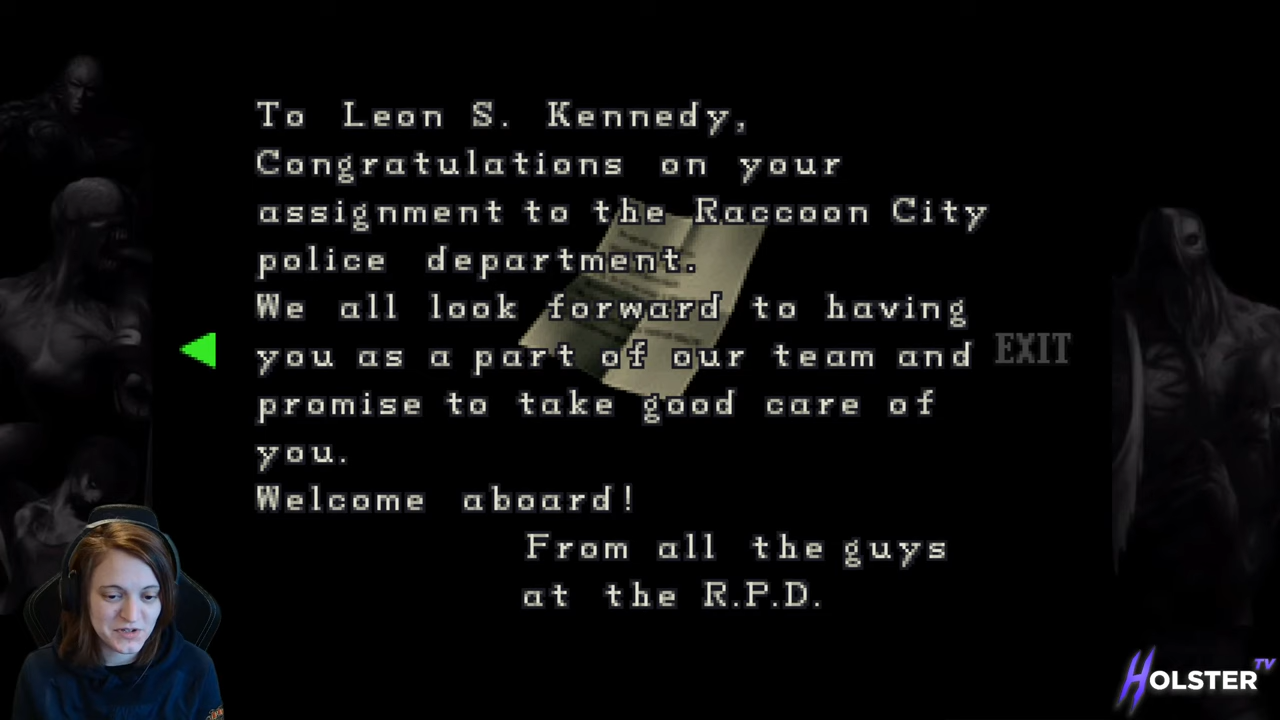 To Leon S. Kennedy,
Congratulations on your
assignment to the Raccoon City
police department.
We all look forward to having
you as a part of our team and
EXIT
promise to take good care of
you.
Welcome aboard!
From all the guys
at the R.P.D.
HOLSTER TV